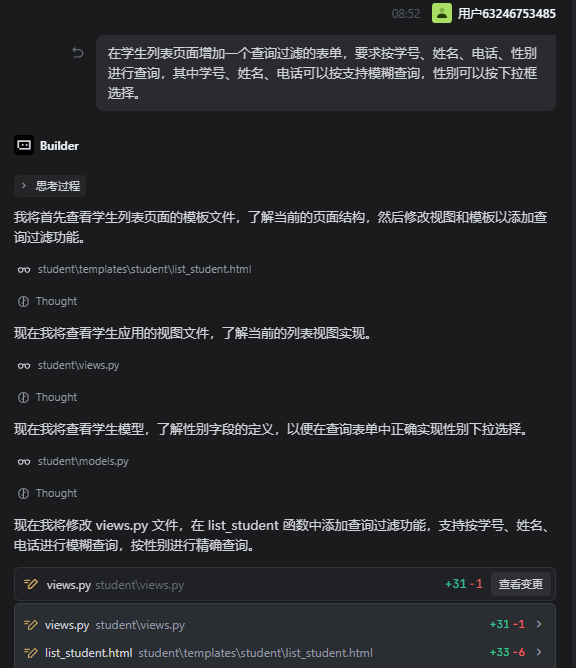 08:52 用户63246753485
在学生列表页面增加一个查询过滤的表单，要求按学号、姓名、电话、性别
进行查询，其中学号、姓名、电话可以按支持模糊查询，性别可以按下拉框
选择。
Builder
思考过程
我将首先查看学生列表页面的模板文件，了解当前的页面结构，然后修改视图和模板以添加查
询过滤功能。
student\templates\student\list_student.html
Thought
现在我将查看学生应用的视图文件，了解当前的列表视图实现。
student\views.py
Thought
现在我将查看学生模型，了解性别字段的定义，以便在查询表单中正确实现性别下拉选择。
student\models.py
Thought
现在我将修改 views.py 文件，在 list_student 函数中添加查询过滤功能，支持按学号、姓名、
电话进行模糊查询，按性别进行精确查询。
views.py student\views.py +31 -1 查看变更
views.py student\views.py +31 -1
list_student.html student\templates\student\list_student.html +33 -6